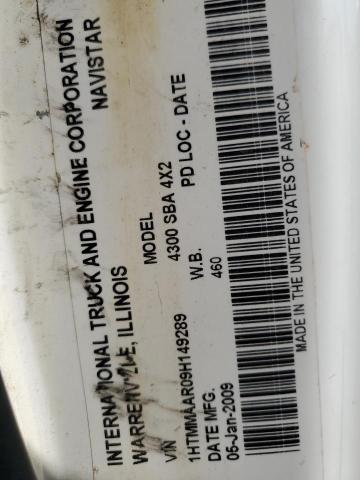 INTERNATIONAL TRUCK AND ENGINE CORPORATION
NAVISTAR
WARRENVILLE, ILLINOIS
VIN MODEL
1HTMMAAR09H149289 4300 SBA 4X2
DATE MFG. W.B. PD LOC - DATE
05-Jan-2009 460
MADE IN THE UNITED STATES OF AMERICA